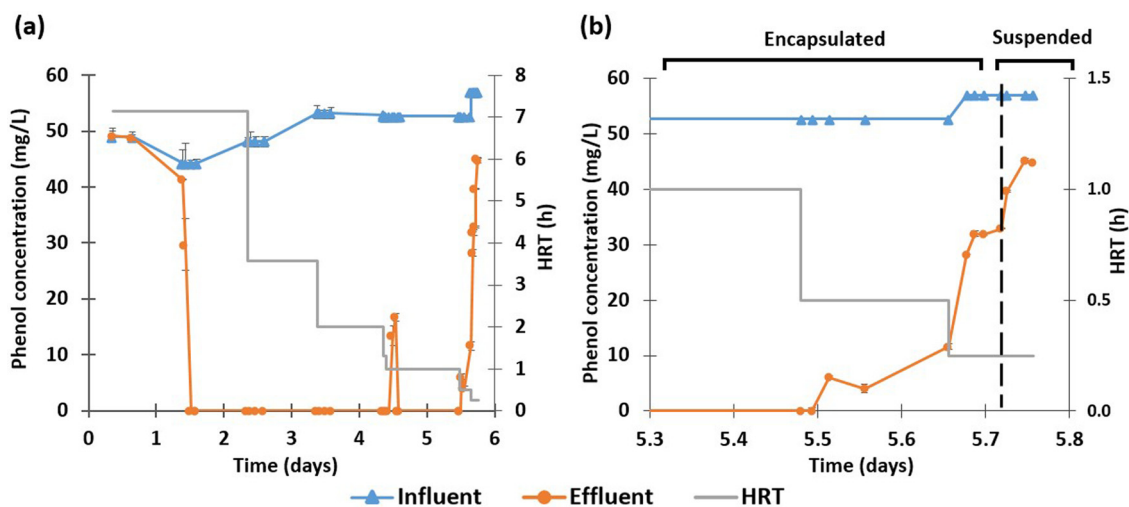 (a)
60
50
40
30
20
10
0
Phenol concentration (mg/L)
8
7
6
5
4
3
2
1
0
HRT (h)
0 1 2 3 4 5 6
Time (days)
(b)
Encapsulated
Suspended
60
50
40
30
20
10
0
Phenol concentration (mg/L)
1.5
1.0
0.5
0.0
HRT (h)
5.3 5.4 5.5 5.6 5.7 5.8
Time (days)
Influent Effluent HRT